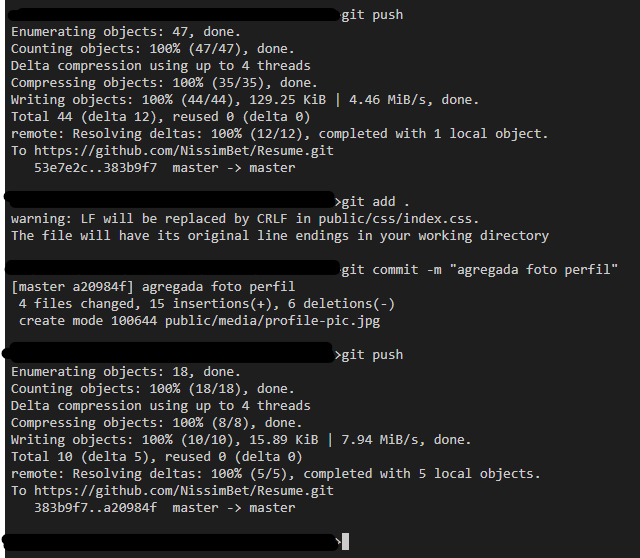 git push
Enumerating objects: 47, done.
Counting objects: 100% (47/47), done.
Delta compression using up to 4 threads
Compressing objects: 100% (35/35), done.
Writing objects: 100% (44/44), 129.25 KiB | 4.46 MiB/s, done.
Total 44 (delta 12), reused 0 (delta 0)
remote: Resolving deltas: 100% (12/12), completed with 1 local object.
To https://github.com/NissimBet/Resume.git
   53e7e2c..383b9f7  master -> master
>git add .
warning: LF will be replaced by CRLF in public/css/index.css.
The file will have its original line endings in your working directory
>git commit -m "agregada foto perfil"
[master a20984f] agregada foto perfil
 4 files changed, 15 insertions(+), 6 deletions(-)
 create mode 100644 public/media/profile-pic.jpg
>git push
Enumerating objects: 18, done.
Counting objects: 100% (18/18), done.
Delta compression using up to 4 threads
Compressing objects: 100% (8/8), done.
Writing objects: 100% (10/10), 15.89 KiB | 7.94 MiB/s, done.
Total 10 (delta 5), reused 0 (delta 0)
remote: Resolving deltas: 100% (5/5), completed with 5 local objects.
To https://github.com/NissimBet/Resume.git
   383b9f7..a20984f  master -> master
>